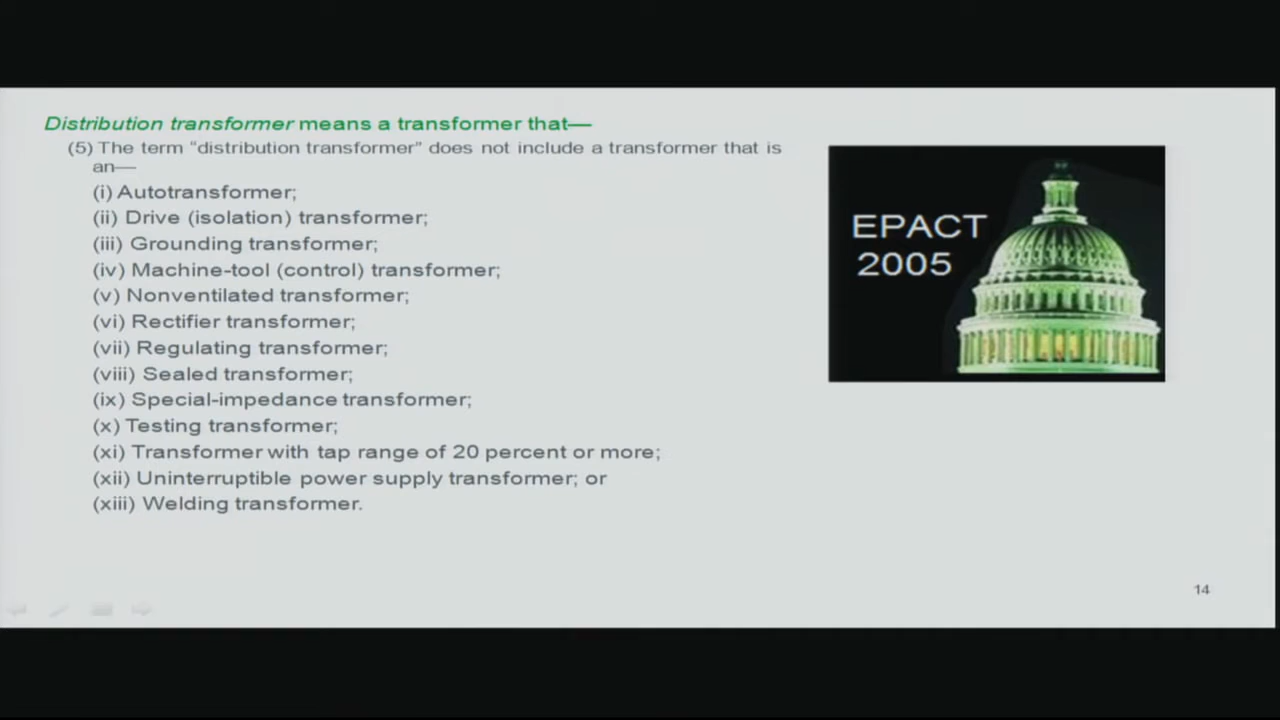 Distribution transformer means a transformer that—
(5) The term “distribution transformer” does not include a transformer that is
an—
(i) Autotransformer;
(ii) Drive (isolation) transformer;
(iii) Grounding transformer;
(iv) Machine-tool (control) transformer;
(v) Nonventilated transformer;
(vi) Rectifier transformer;
(vii) Regulating transformer;
(viii) Sealed transformer;
(ix) Special-impedance transformer;
(x) Testing transformer;
(xi) Transformer with tap range of 20 percent or more;
(xii) Uninterruptible power supply transformer; or
(xiii) Welding transformer.
EPACT
2005
14